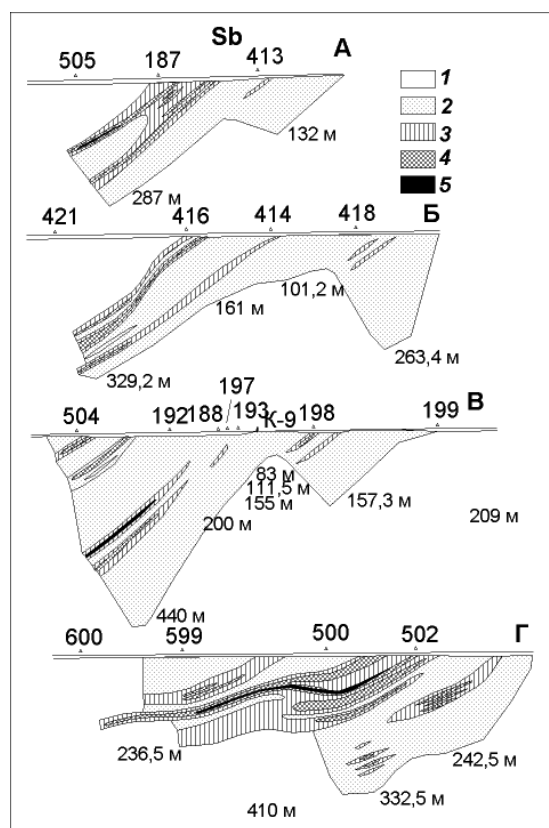 Sb
А
505 187 413
1
2
3
4
5
132 м
287 м
421 416 414 418 Б
161 м
101,2 м
263,4 м
329,2 м
197
504 192 188 193 К-9 198 199 В
83 м
111,5 м
155 м
157,3 м
200 м
209 м
440 м
600 599 500 502 Г
236,5 м
242,5 м
332,5 м
410 м